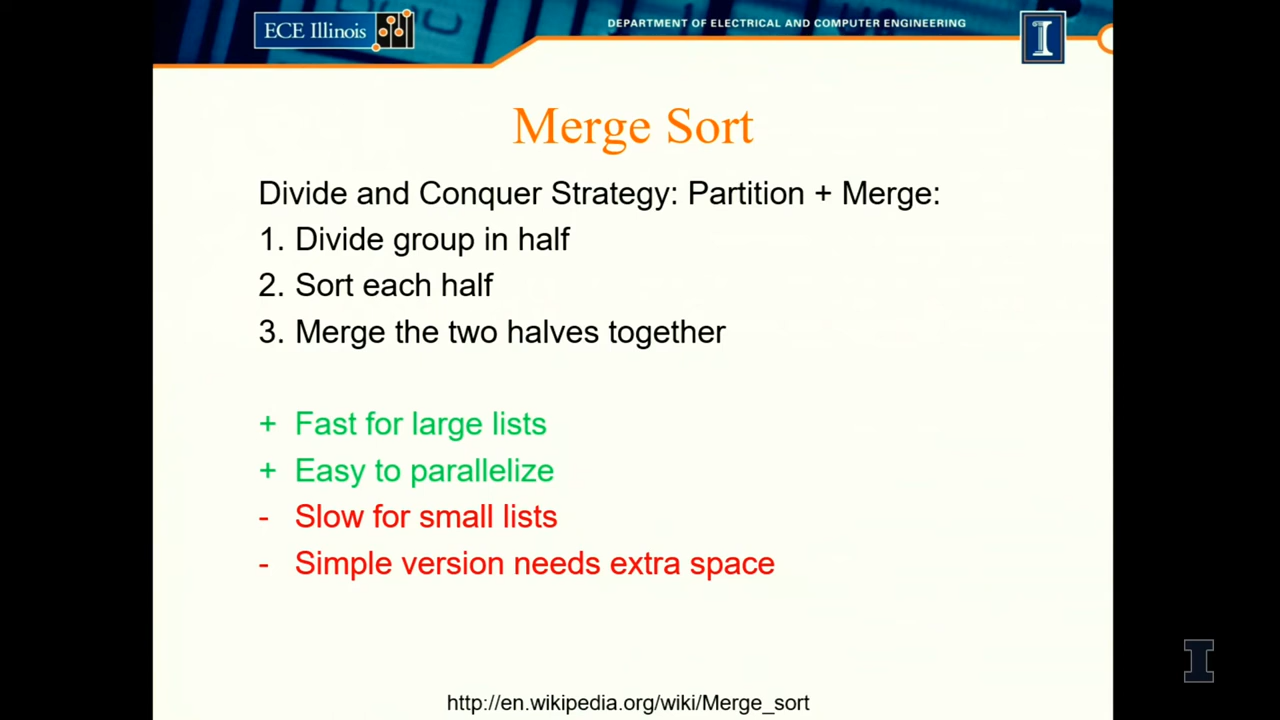 ECE Illinois
DEPARTMENT OF ELECTRICAL AND COMPUTER ENGINEERING
I
Merge Sort
Divide and Conquer Strategy: Partition + Merge:
1. Divide group in half
2. Sort each half
3. Merge the two halves together
+ Fast for large lists
+ Easy to parallelize
- Slow for small lists
- Simple version needs extra space
http://en.wikipedia.org/wiki/Merge_sort
I